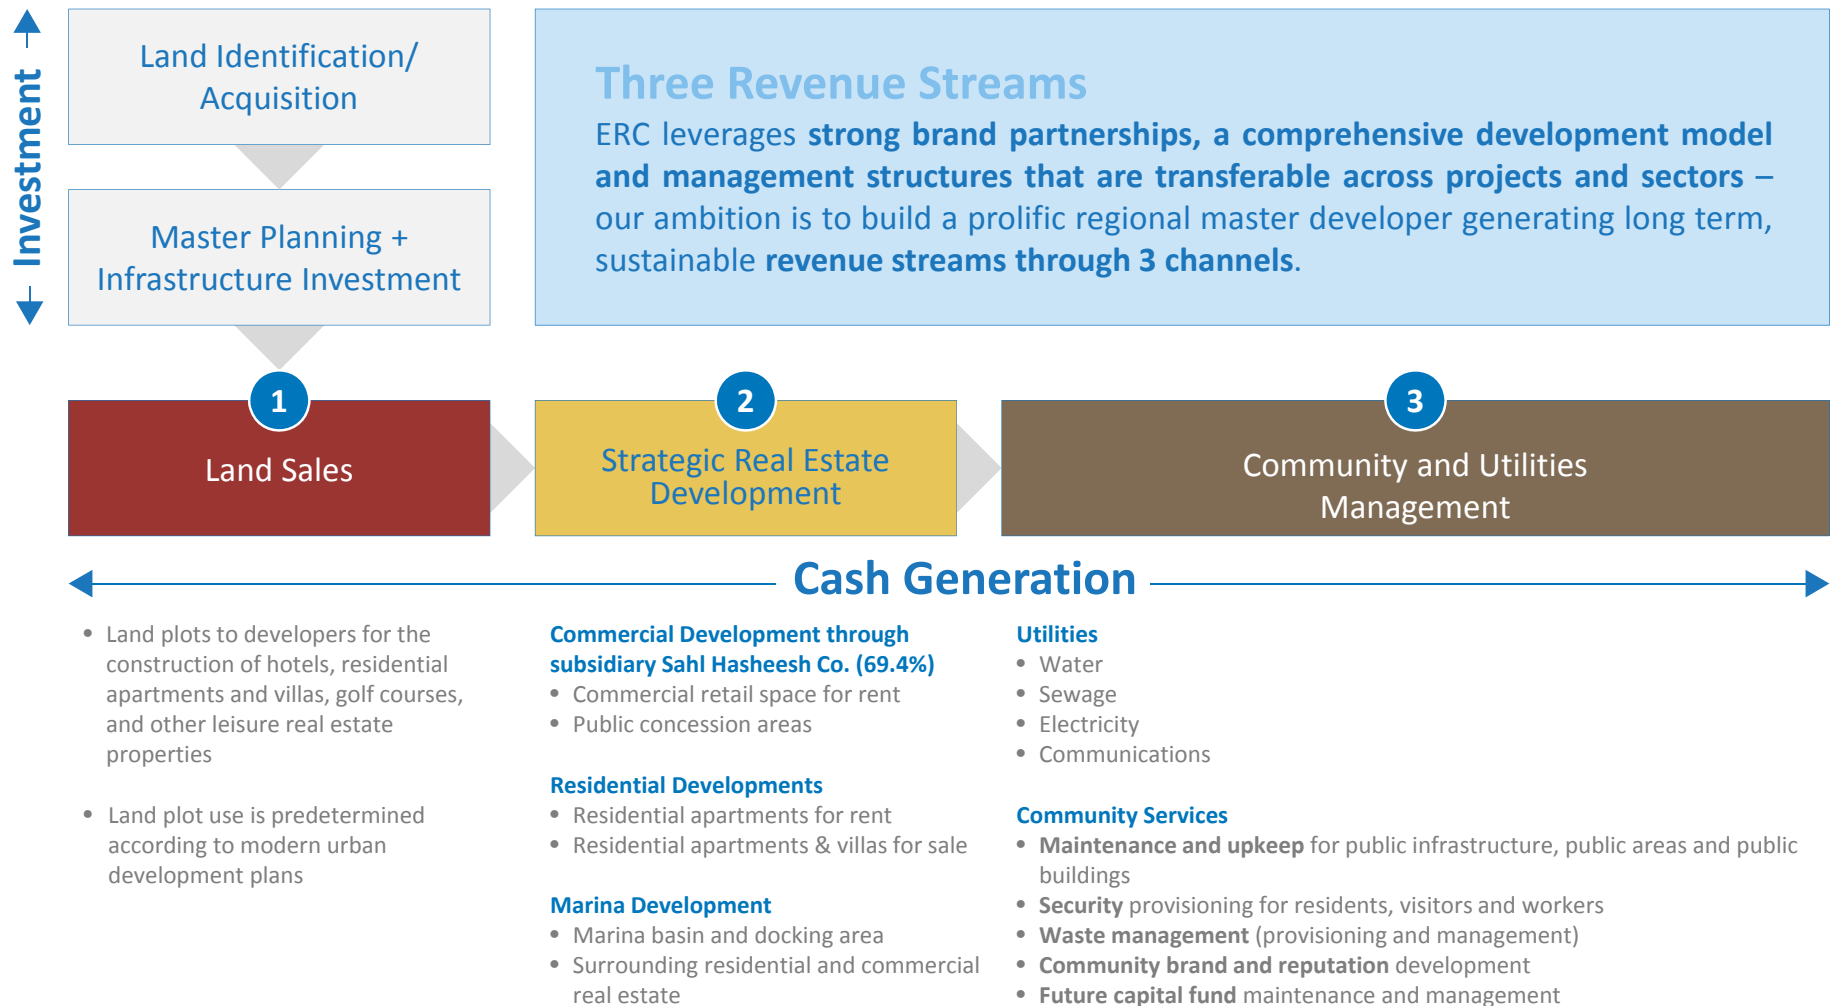 Investment
Land Identification/
Acquisition
Master Planning +
Infrastructure Investment
Three Revenue Streams
ERC leverages strong brand partnerships, a comprehensive development model
and management structures that are transferable across projects and sectors –
our ambition is to build a prolific regional master developer generating long term,
sustainable revenue streams through 3 channels.
1
Land Sales
2
Strategic Real Estate
Development
3
Community and Utilities
Management
Cash Generation
• Land plots to developers for the
construction of hotels, residential
apartments and villas, golf courses,
and other leisure real estate
properties
• Land plot use is predetermined
according to modern urban
development plans
Commercial Development through
subsidiary Sahl Hasheesh Co. (69.4%)
• Commercial retail space for rent
• Public concession areas
Residential Developments
• Residential apartments for rent
• Residential apartments & villas for sale
Marina Development
• Marina basin and docking area
• Surrounding residential and commercial
real estate
Utilities
• Water
• Sewage
• Electricity
• Communications
Community Services
• Maintenance and upkeep for public infrastructure, public areas and public
buildings
• Security provisioning for residents, visitors and workers
• Waste management (provisioning and management)
• Community brand and reputation development
• Future capital fund maintenance and management